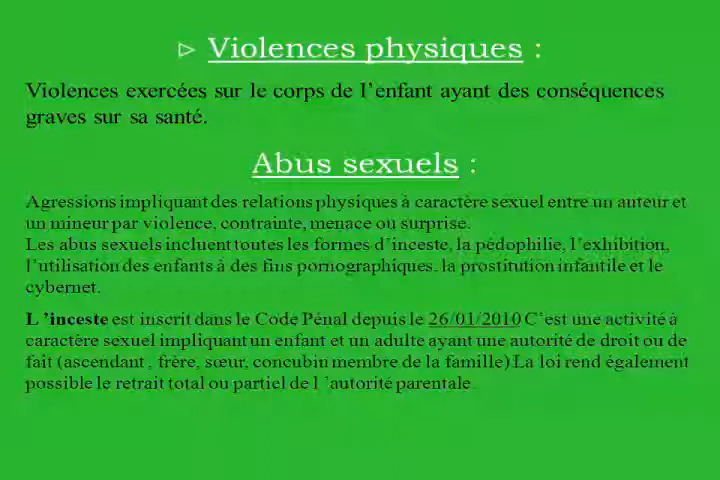 ▷ Violences physiques :
Violences exercées sur le corps de l’enfant ayant des conséquences
graves sur sa santé.
Abus sexuels :
Agressions impliquant des relations physiques à caractère sexuel entre un auteur et
un mineur par violence, contrainte, menace ou surprise.
Les abus sexuels incluent toutes les formes d’inceste, la pédophilie, l’exhibition,
l’utilisation des enfants à des fins pornographiques, la prostitution infantile et le
cybernet.
L ’inceste est inscrit dans le Code Pénal depuis le 26/01/2010 C’est une activité à
caractère sexuel impliquant un enfant et un adulte ayant une autorité de droit ou de
fait (ascendant , frère, sœur, concubin membre de la famille).La loi rend également
possible le retrait total ou partiel de l ’autorité parentale.